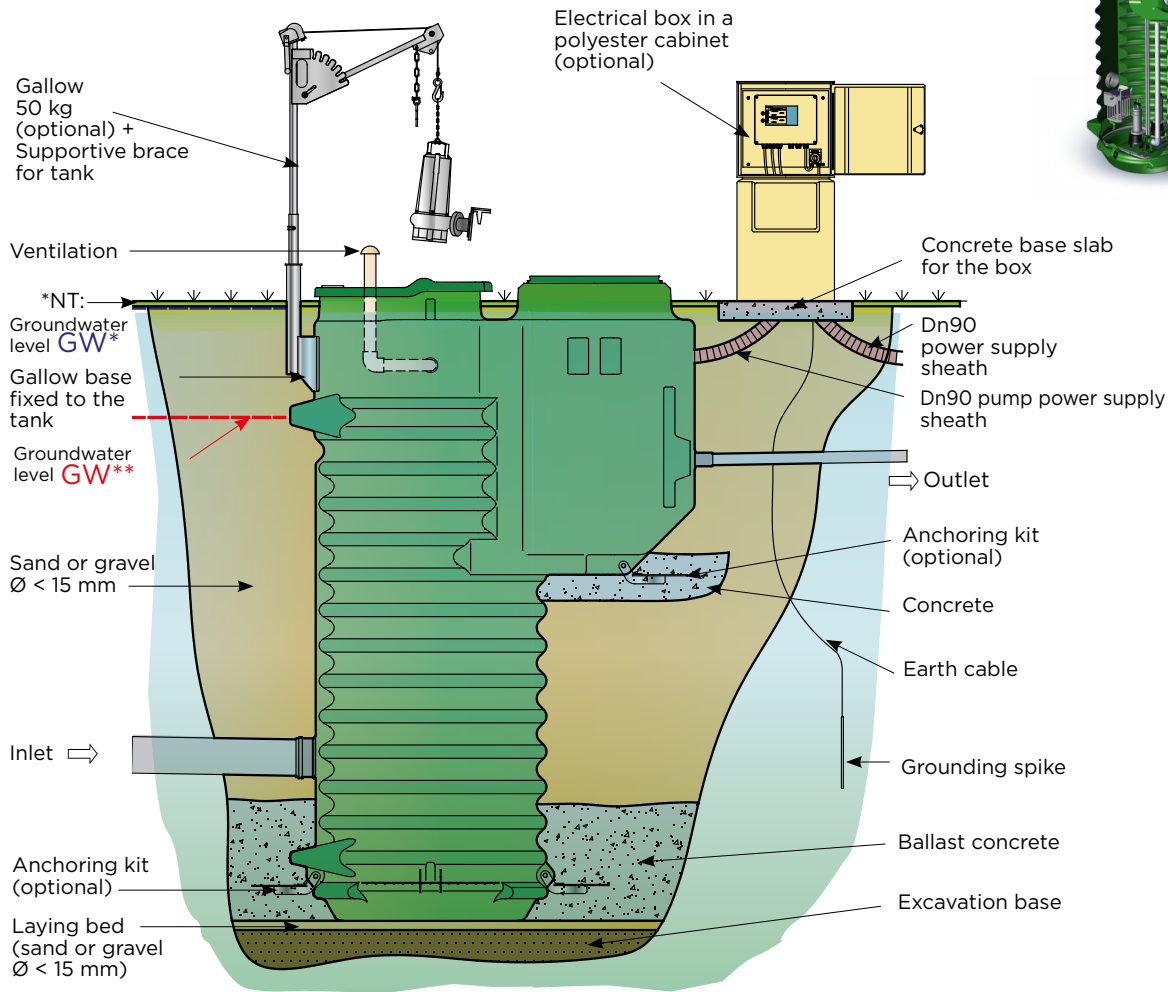 Gallow
50 kg
(optional) +
Supportive brace
for tank
Ventilation
*NT:
Groundwater
level GW*
Gallow base
fixed to the
tank
Groundwater
level GW**
Sand or gravel
Ø < 15 mm
Inlet
Anchoring kit
(optional)
Laying bed
(sand or gravel
Ø < 15 mm)
Electrical box in a
polyester cabinet
(optional)
Concrete base slab
for the box
Dn90
power supply
sheath
Dn90 pump power supply
sheath
Outlet
Anchoring kit
(optional)
Concrete
Earth cable
Grounding spike
Ballast concrete
Excavation base